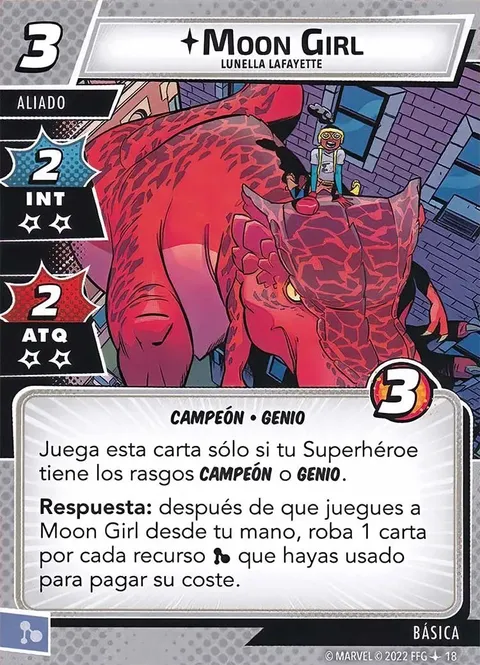 3
MOON GIRL
LUNELLA LAFAYETTE
ALIADO
2
INT
2
ATQ
3
CAMPEÓN • GENIO
Juega esta carta sólo si tu Superhéroe
tiene los rasgos CAMPEÓN o GENIO.
Respuesta: después de que juegues a
Moon Girl desde tu mano, roba 1 carta
por cada recurso que hayas usado
para pagar su coste.
BÁSICA
© MARVEL © 2022 FFG 18